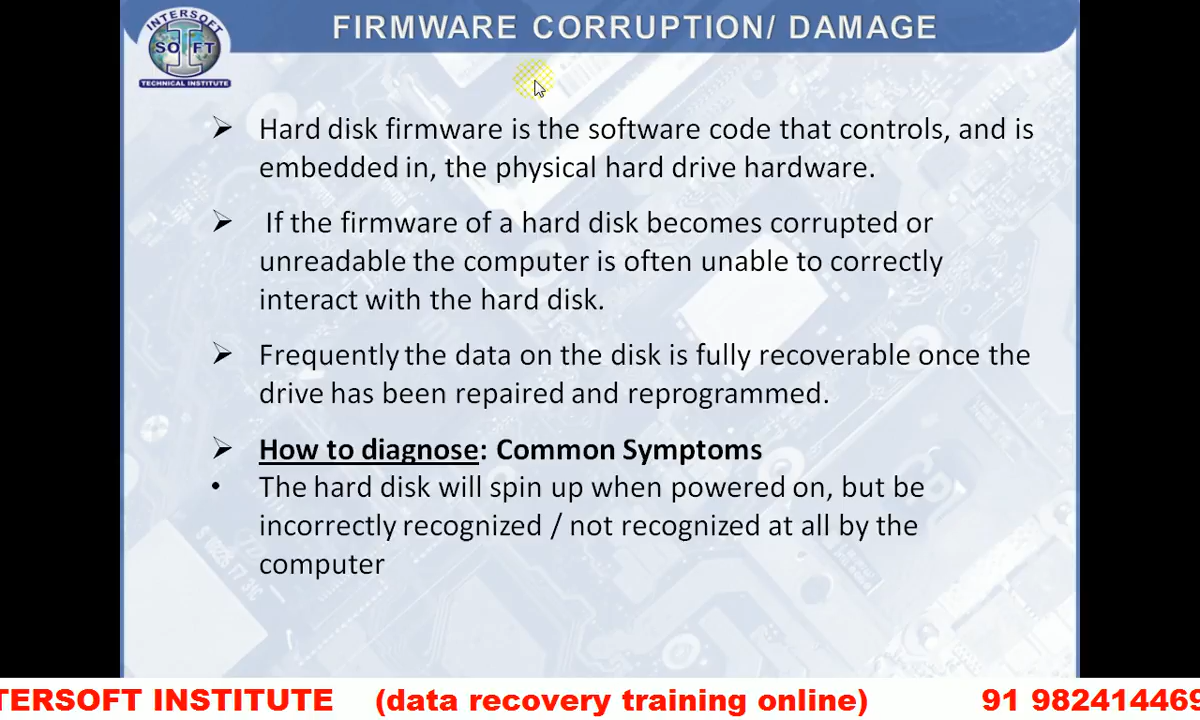 INTERSOFT
SOFT
TECHNICAL INSTITUTE
FIRMWARE CORRUPTION/ DAMAGE
➢ Hard disk firmware is the software code that controls, and is
embedded in, the physical hard drive hardware.
➢ If the firmware of a hard disk becomes corrupted or
unreadable the computer is often unable to correctly
interact with the hard disk.
➢ Frequently the data on the disk is fully recoverable once the
drive has been repaired and reprogrammed.
➢ How to diagnose: Common Symptoms
• The hard disk will spin up when powered on, but be
incorrectly recognized / not recognized at all by the
computer
TERSOFT INSTITUTE (data recovery training online) 91 982414469